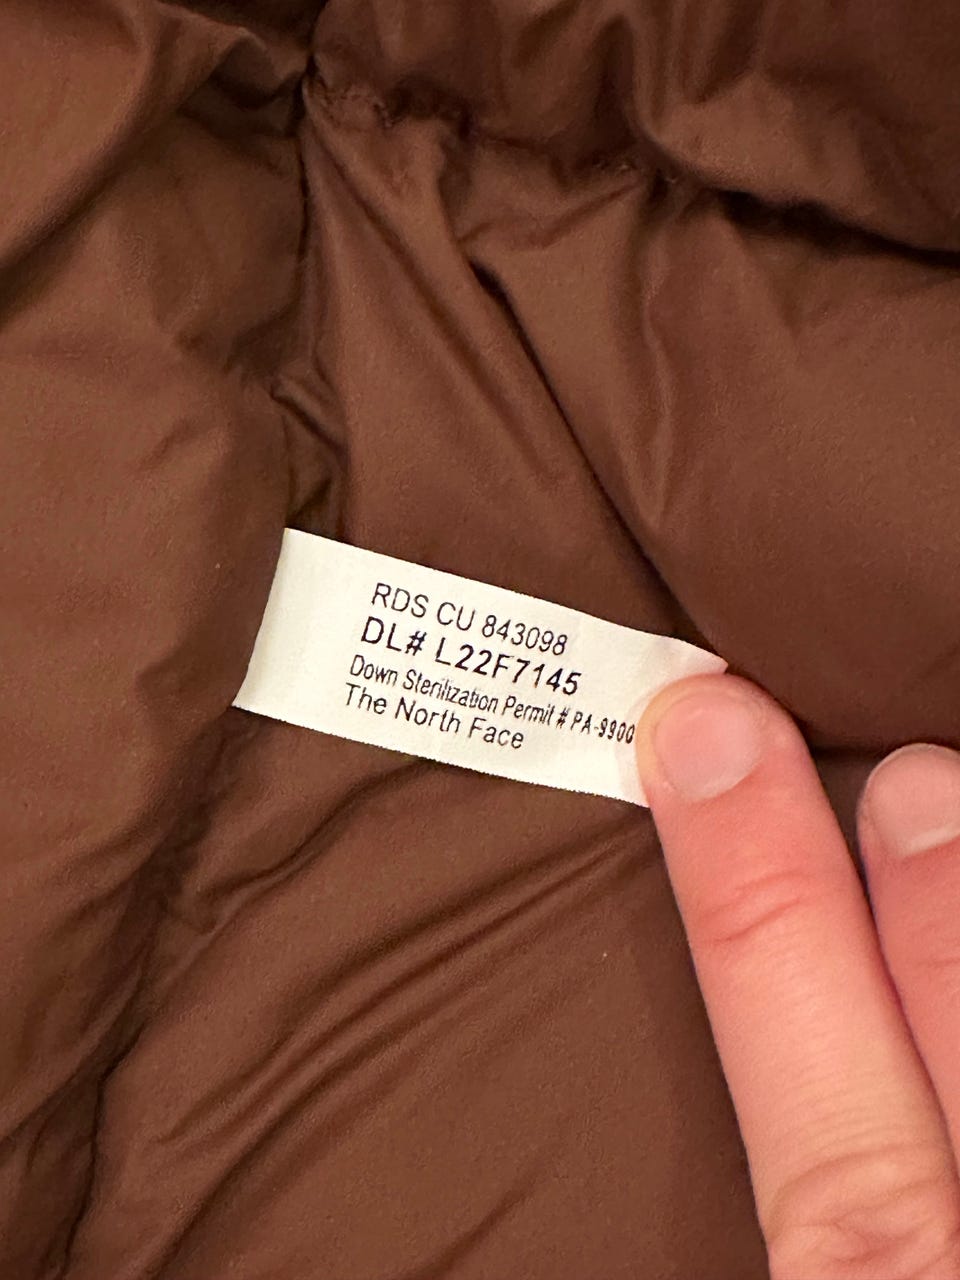 RDS CU 843098
DL# L22F7145
Down Sterilization Permit # PA-9900
The North Face